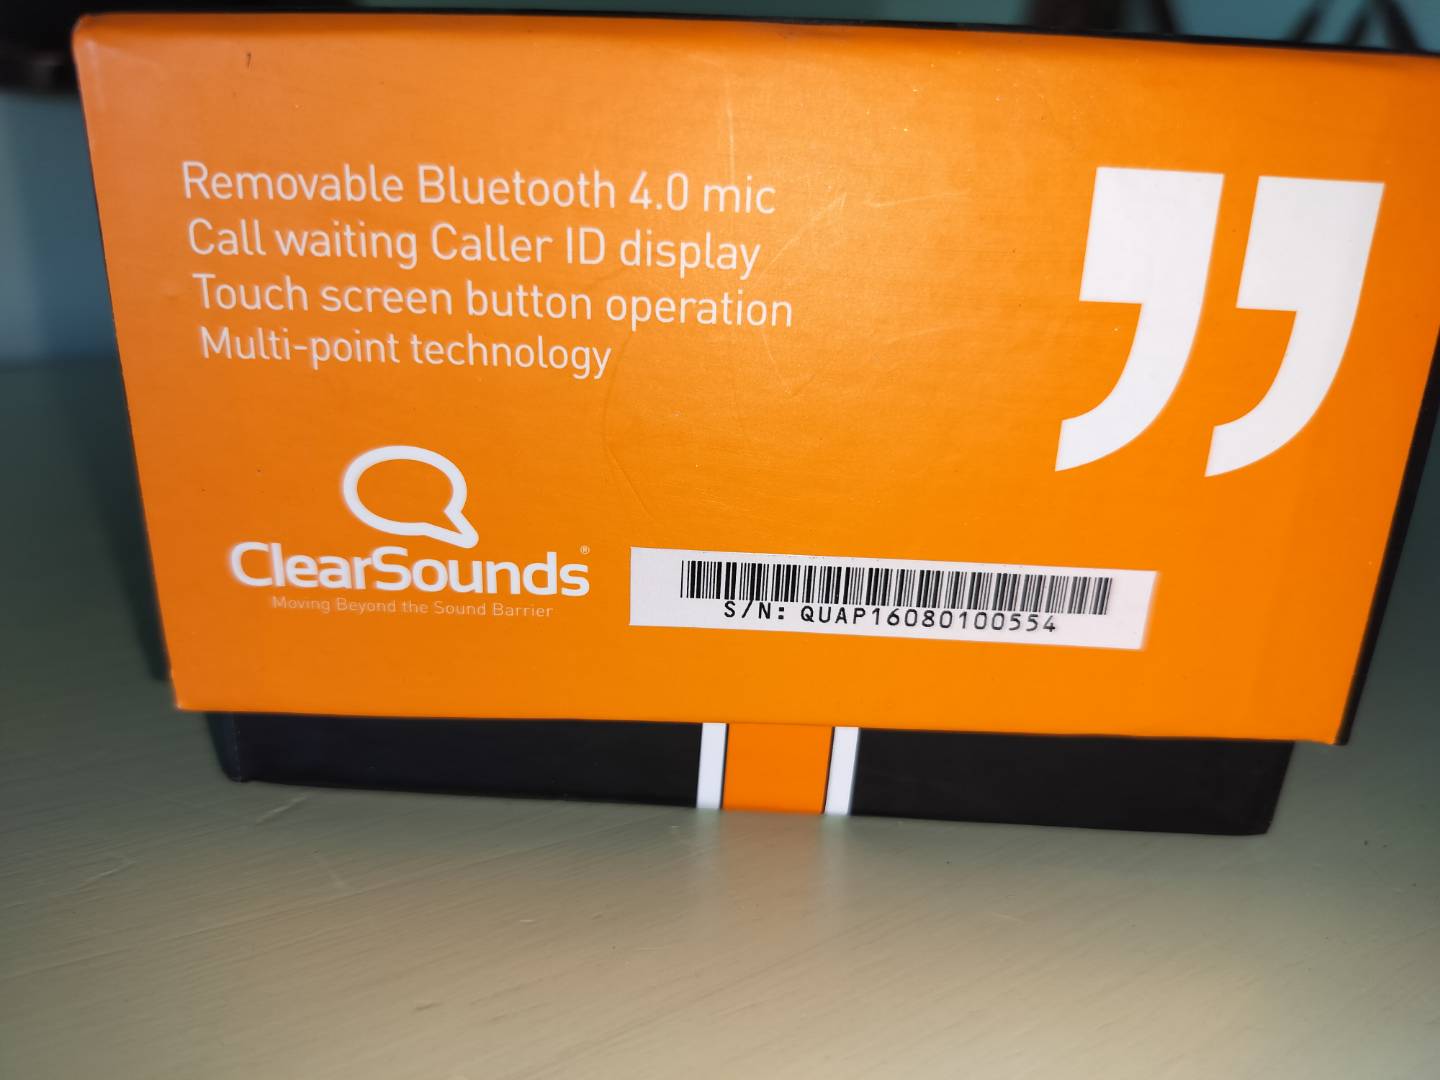 Removable Bluetooth 4.0 mic
Call waiting Caller ID display
Touch screen button operation
Multi-point technology
”
ClearSounds®
Moving Beyond the Sound Barrier
S/N: QUAP16080100554